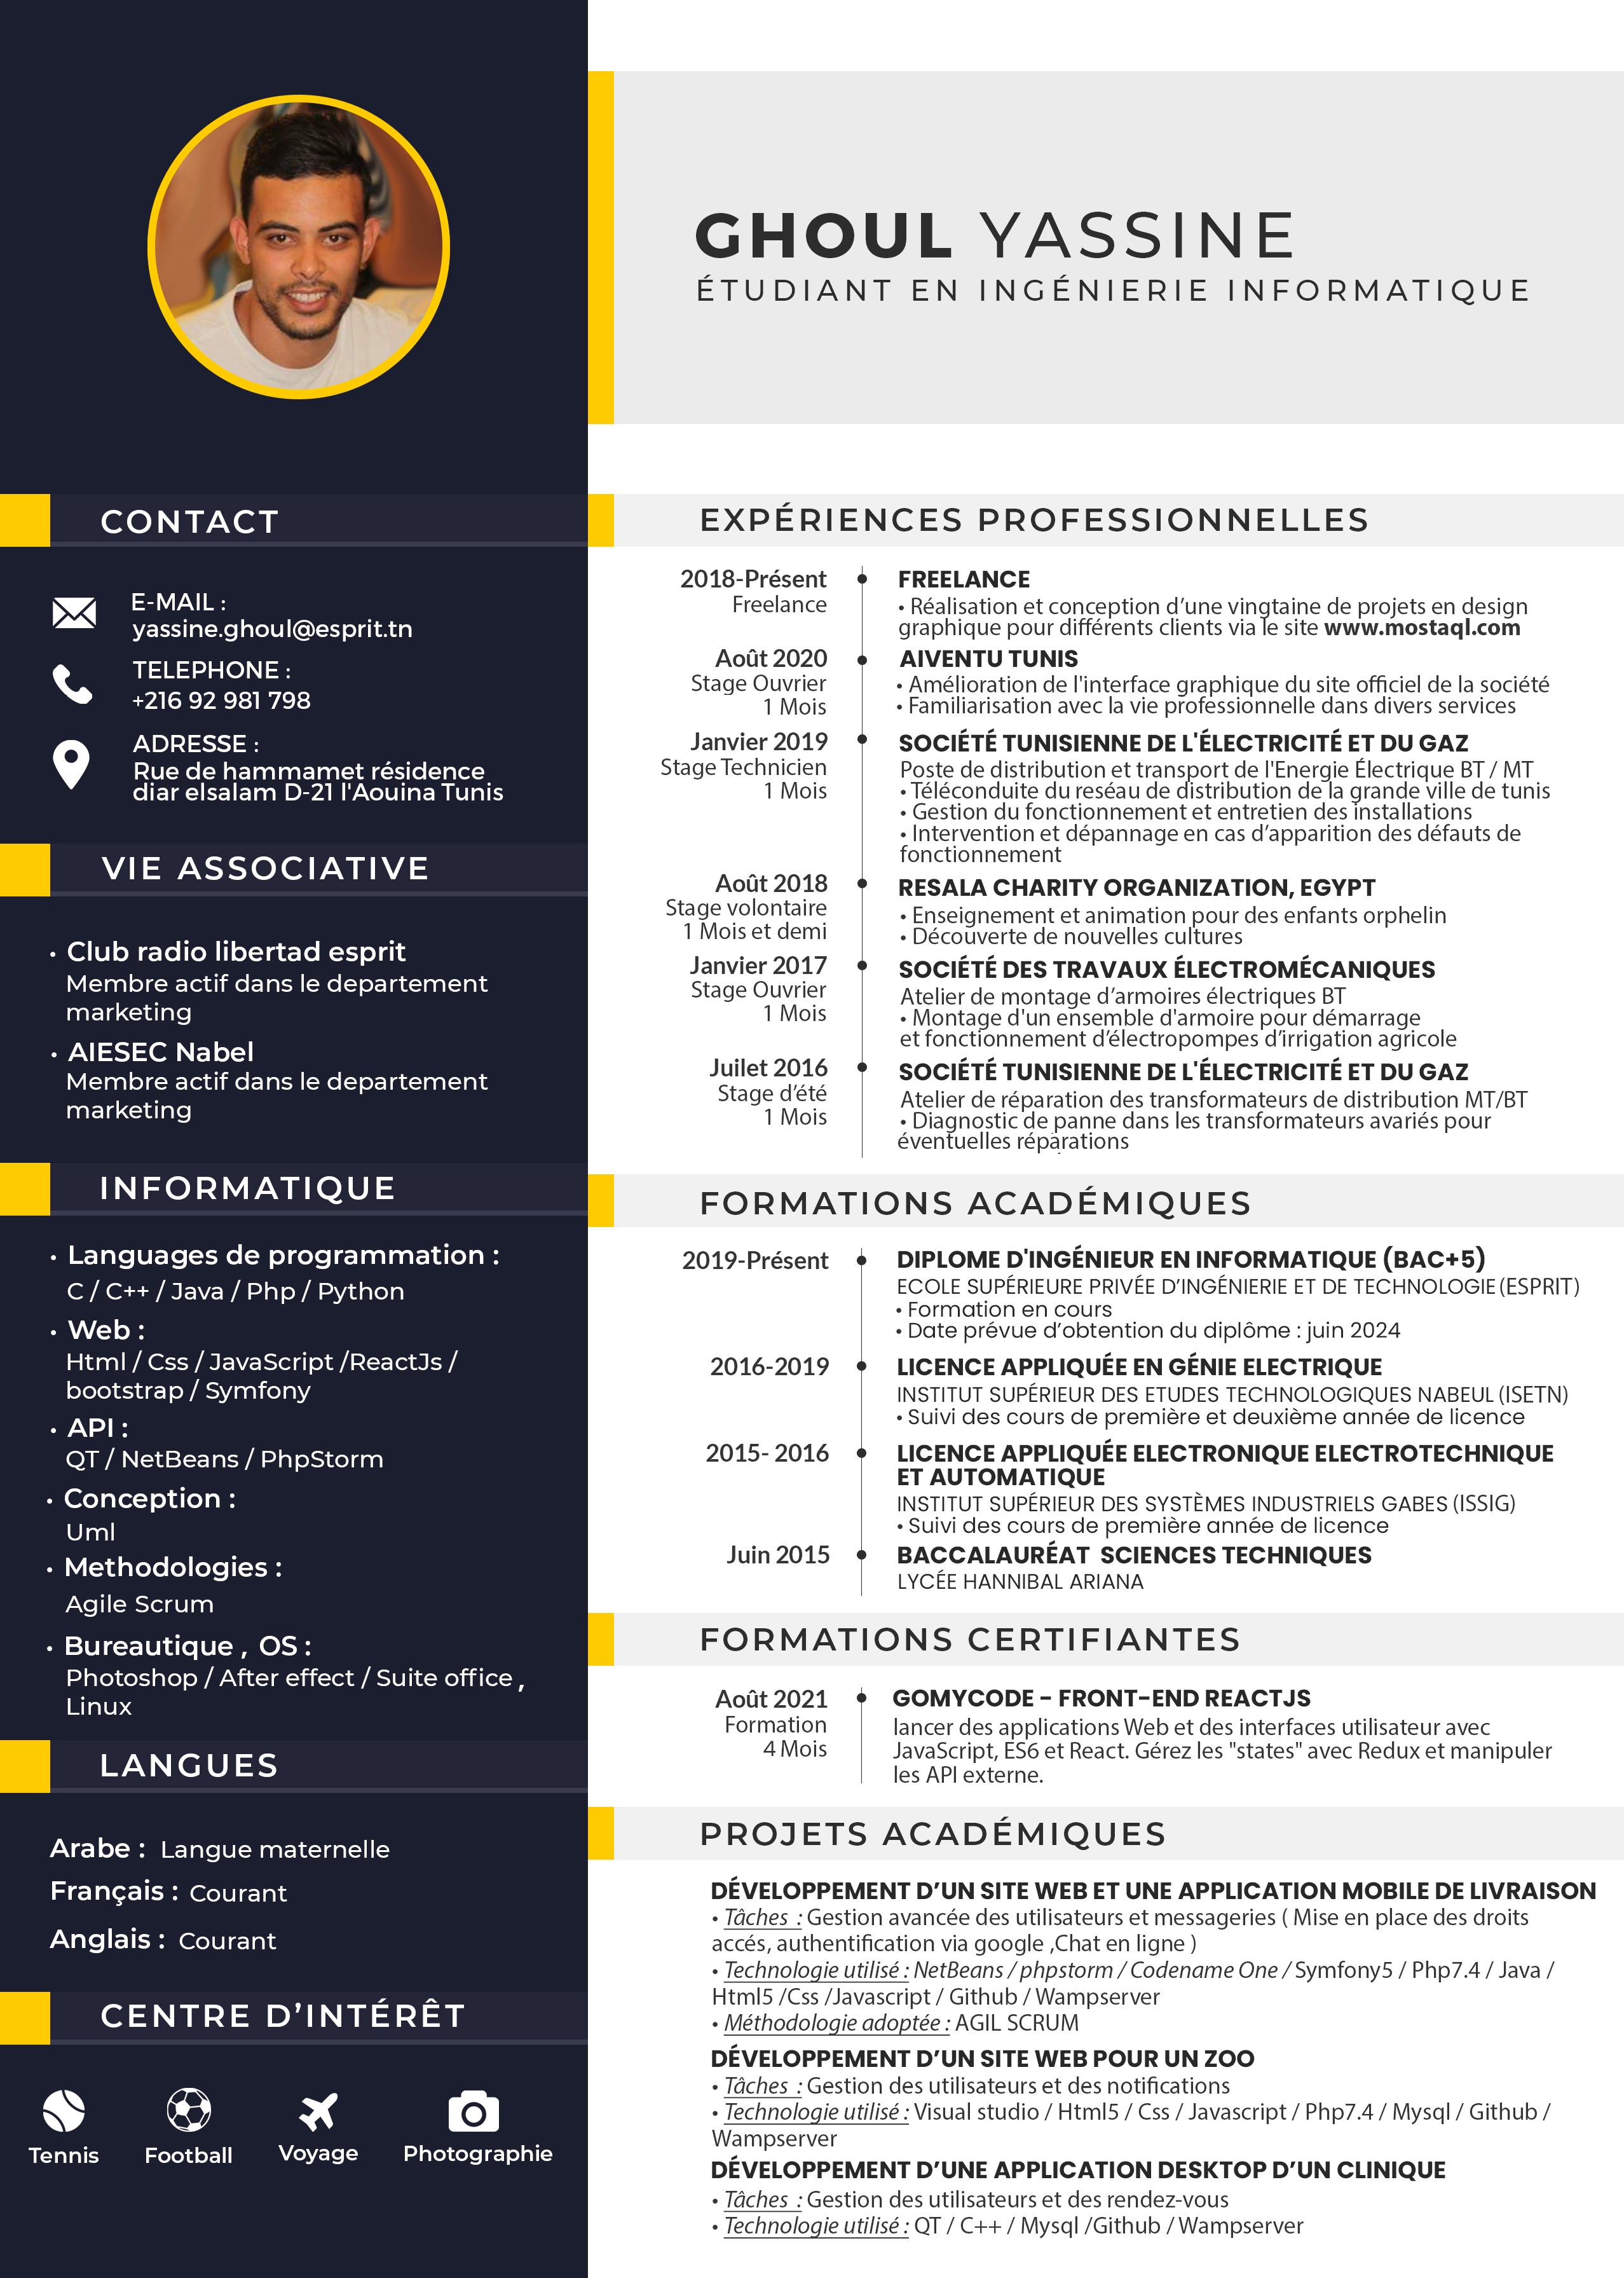 GHOUL YASSINE
ÉTUDIANT EN INGÉNIERIE INFORMATIQUE
CONTACT
E-MAIL :
yassine.ghoul@esprit.tn
TELEPHONE :
+216 92 981 798
ADRESSE :
Rue de hammamet résidence
diar elsalam D-21 l'Aouina Tunis
VIE ASSOCIATIVE
• Club radio libertad esprit
Membre actif dans le departement
marketing
• AIESEC Nabel
Membre actif dans le departement
marketing
INFORMATIQUE
• Languages de programmation :
C / C++ / Java / Php / Python
• Web :
Html / Css / JavaScript /ReactJs /
bootstrap / Symfony
• API :
QT / NetBeans / PhpStorm
• Conception :
Uml
• Methodologies :
Agile Scrum
• Bureautique , OS :
Photoshop / After effect / Suite office ,
Linux
LANGUES
Arabe : Langue maternelle
Français : Courant
Anglais : Courant
CENTRE D’INTÉRÊT
Tennis Football Voyage Photographie
EXPÉRIENCES PROFESSIONNELLES
2018-Présent
Freelance
FREELANCE
• Réalisation et conception d’une vingtaine de projets en design
graphique pour différents clients via le site www.mostaql.com
Août 2020
Stage Ouvrier
1 Mois
AIVENTU TUNIS
• Amélioration de l'interface graphique du site officiel de la société
• Familiarisation avec la vie professionnelle dans divers services
Janvier 2019
Stage Technicien
1 Mois
SOCIÉTÉ TUNISIENNE DE L'ÉLECTRICITÉ ET DU GAZ
Poste de distribution et transport de l'Energie Électrique BT / MT
• Téléconduite du reséau de distribution de la grande ville de tunis
• Gestion du fonctionnement et entretien des installations
• Intervention et dépannage en cas d’apparition des défauts de
fonctionnement
Août 2018
Stage volontaire
1 Mois et demi
RESALA CHARITY ORGANIZATION, EGYPT
• Enseignement et animation pour des enfants orphelin
• Découverte de nouvelles cultures
Janvier 2017
Stage Ouvrier
1 Mois
SOCIÉTÉ DES TRAVAUX ÉLECTROMÉCANIQUES
Atelier de montage d’armoires électriques BT
• Montage d'un ensemble d'armoire pour démarrage
et fonctionnement d’électropompes d’irrigation agricole
Juilet 2016
Stage d’été
1 Mois
SOCIÉTÉ TUNISIENNE DE L'ÉLECTRICITÉ ET DU GAZ
Atelier de réparation des transformateurs de distribution MT/BT
• Diagnostic de panne dans les transformateurs avariés pour
éventuelles réparations
FORMATIONS ACADÉMIQUES
2019-Présent
DIPLOME D'INGÉNIEUR EN INFORMATIQUE (BAC+5)
ECOLE SUPÉRIEURE PRIVÉE D’INGÉNIERIE ET DE TECHNOLOGIE (ESPRIT)
• Formation en cours
• Date prévue d’obtention du diplôme : juin 2024
2016-2019
LICENCE APPLIQUÉE EN GÉNIE ELECTRIQUE
INSTITUT SUPÉRIEUR DES ETUDES TECHNOLOGIQUES NABEUL (ISETN)
• Suivi des cours de première et deuxième année de licence
2015- 2016
LICENCE APPLIQUÉE ELECTRONIQUE ELECTROTECHNIQUE
ET AUTOMATIQUE
INSTITUT SUPÉRIEUR DES SYSTÈMES INDUSTRIELS GABES (ISSIG)
• Suivi des cours de première année de licence
Juin 2015
BACCALAURÉAT SCIENCES TECHNIQUES
LYCÉE HANNIBAL ARIANA
FORMATIONS CERTIFIANTES
Août 2021
Formation
4 Mois
GOMYCODE - FRONT-END REACTJS
lancer des applications Web et des interfaces utilisateur avec
JavaScript, ES6 et React. Gérez les "states" avec Redux et manipuler
les API externe.
PROJETS ACADÉMIQUES
DÉVELOPPEMENT D’UN SITE WEB ET UNE APPLICATION MOBILE DE LIVRAISON
• Tâches : Gestion avancée des utilisateurs et messageries ( Mise en place des droits
accés, authentification via google ,Chat en ligne )
• Technologie utilisé : NetBeans / phpstorm / Codename One / Symfony5 / Php7.4 / Java /
Html5 /Css /Javascript / Github / Wampserver
• Méthodologie adoptée : AGIL SCRUM
DÉVELOPPEMENT D’UN SITE WEB POUR UN ZOO
• Tâches : Gestion des utilisateurs et des notifications
• Technologie utilisé : Visual studio / Html5 / Css / Javascript / Php7.4 / Mysql / Github /
Wampserver
DÉVELOPPEMENT D’UNE APPLICATION DESKTOP D’UN CLINIQUE
• Tâches : Gestion des utilisateurs et des rendez-vous
• Technologie utilisé : QT / C++ / Mysql /Github / Wampserver